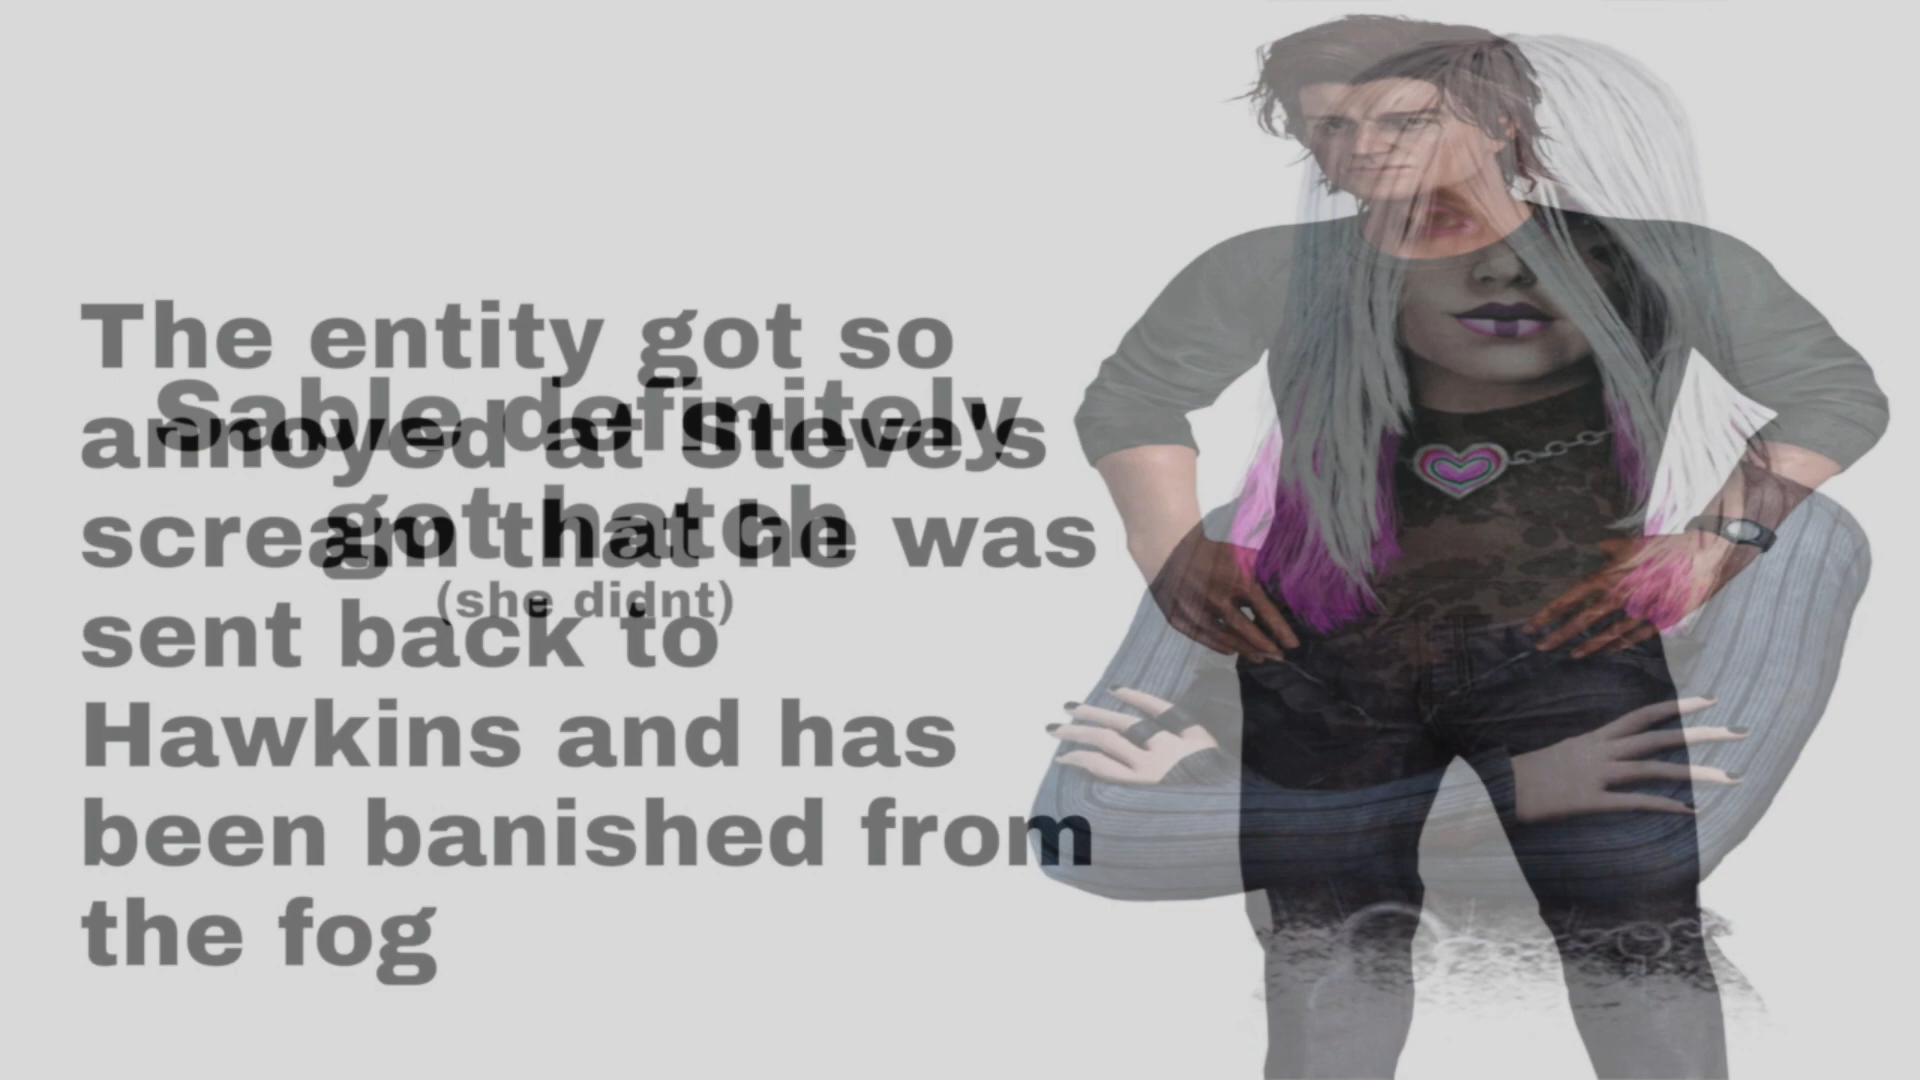 The entity got so
annoyed at Steve's
scream that he was
sent back to
Hawkins and has
been banished from
the fog
Sable definitely
got hatch
(she didnt)